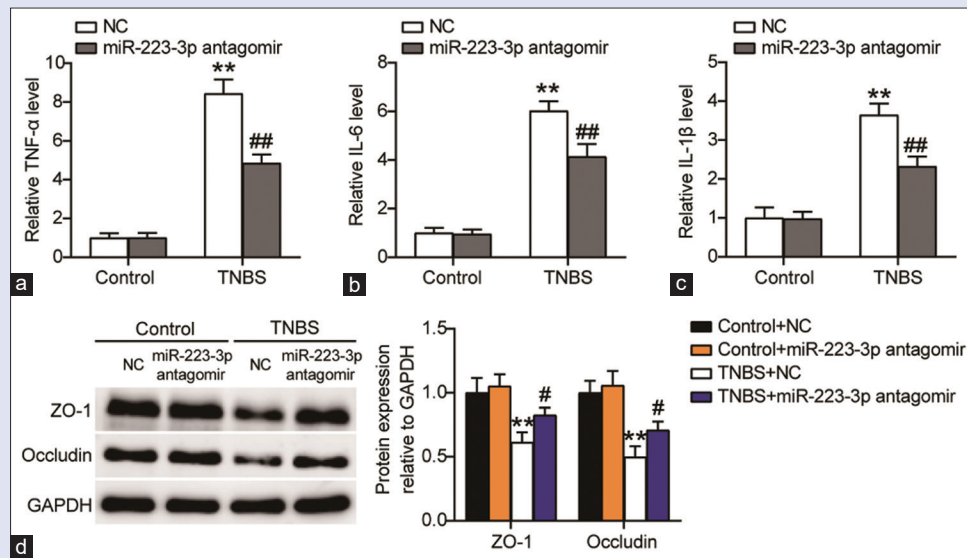 NC
miR-223-3p antagomir
Relative TNF-α level
10
8
6
4
2
0
**
##
Control
TNBS
a
NC
miR-223-3p antagomir
Relative IL-6 level
8
6
4
2
0
**
##
Control
TNBS
b
NC
miR-223-3p antagomir
Relative IL-1β level
5
4
3
2
1
0
**
##
Control
TNBS
c
Control TNBS
NC miR-223-3p antagomir NC miR-223-3p antagomir
ZO-1
Occludin
GAPDH
d
Protein expression
relative to GAPDH
1.5
1.0
0.5
0.0
**
#
**
#
ZO-1
Occludin
Control+NC
Control+miR-223-3p antagomir
TNBS+NC
TNBS+miR-223-3p antagomir